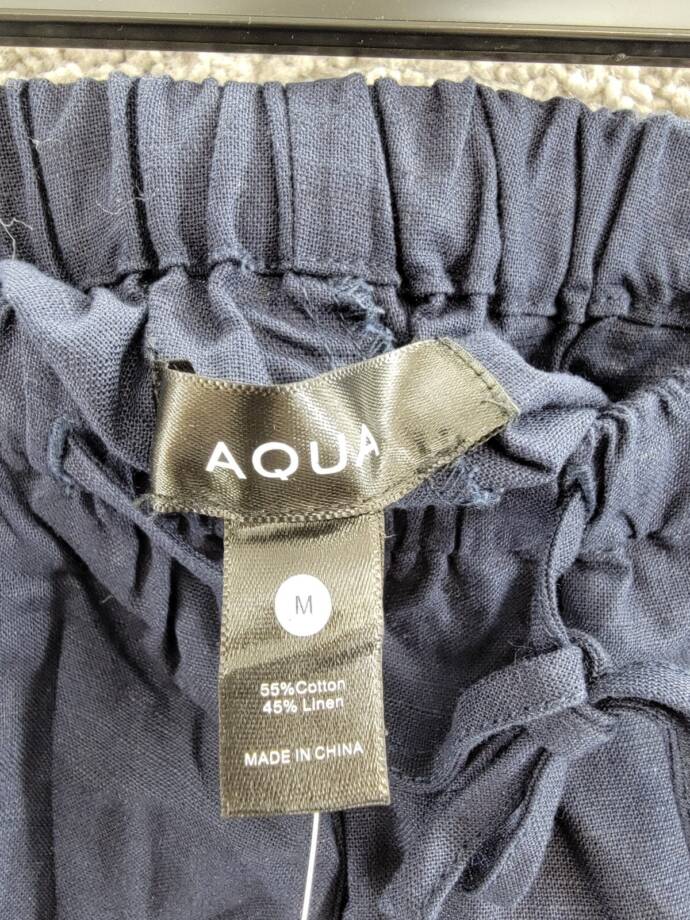 AQUA
M
55%Cotton
45% Linen
MADE IN CHINA